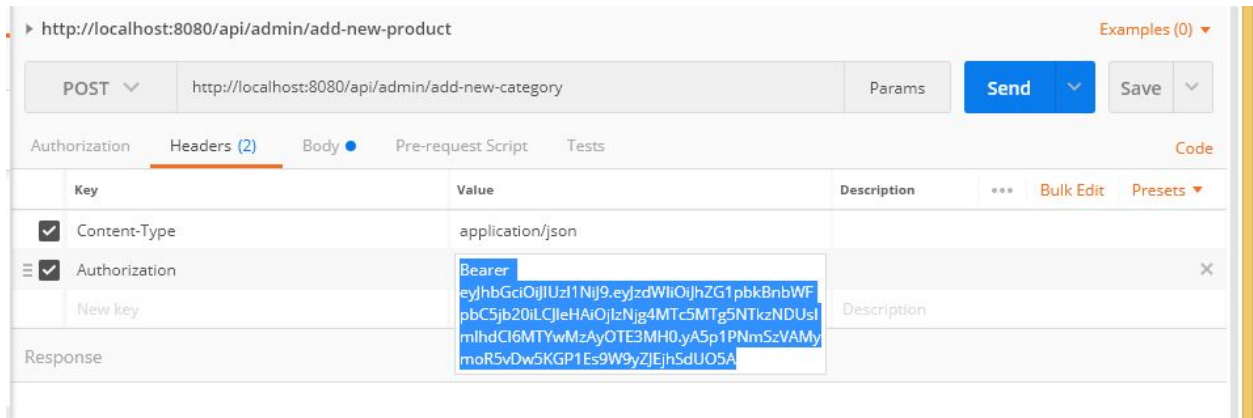 http://localhost:8080/api/admin/add-new-product
Examples (0)
POST
http://localhost:8080/api/admin/add-new-category
Params
Send
Save
Authorization
Headers (2)
Body
Pre-request Script
Tests
Code
Key
Value
Description
Bulk Edit
Presets
Content-Type
application/json
Authorization
Bearer
eyJhbGciOiJIUzI1NiJ9.eyJzdWIiOiJhZG1pbkBnbWF
pbC5jb20iLCJleHAiOjIzNjg4MTc5MTg5NTkzNDUsI
mlhdCI6MTYwMzAyOTE3MH0.yA5p1PNmSzVAMy
moR5vDw5KGP1Es9W9yZJEjhSdUO5A
New key
Description
Response